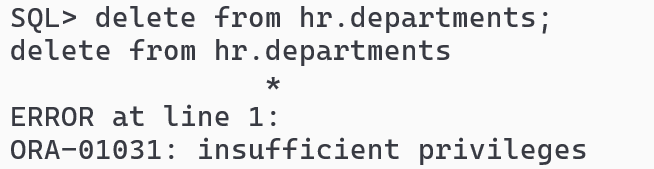 SQL> delete from hr.departments;
delete from hr.departments
*
ERROR at line 1:
ORA-01031: insufficient privileges